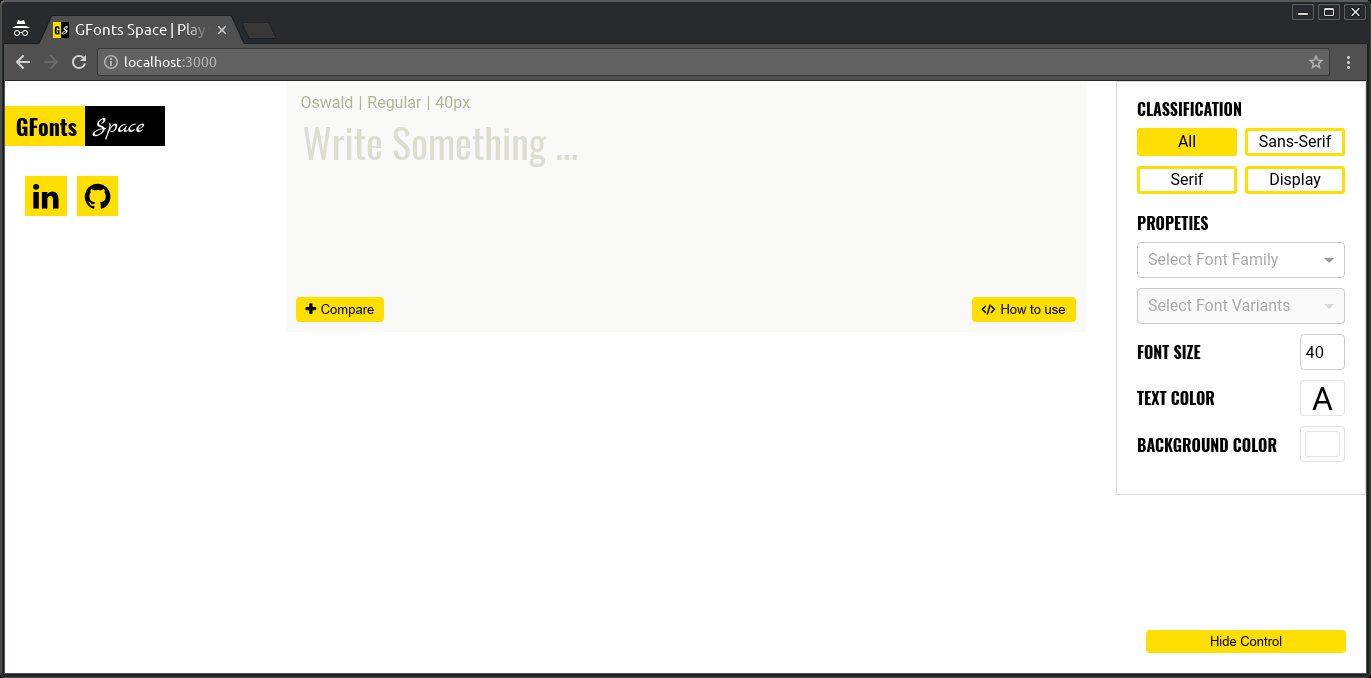 GFonts Space | Play
localhost:3000
GFonts Space
in
Oswald | Regular | 40px
Write Something ...
+ Compare
</> How to use
CLASSIFICATION
All
Sans-Serif
Serif
Display
PROPETIES
Select Font Family
Select Font Variants
FONT SIZE
40
TEXT COLOR
A
BACKGROUND COLOR
Hide Control